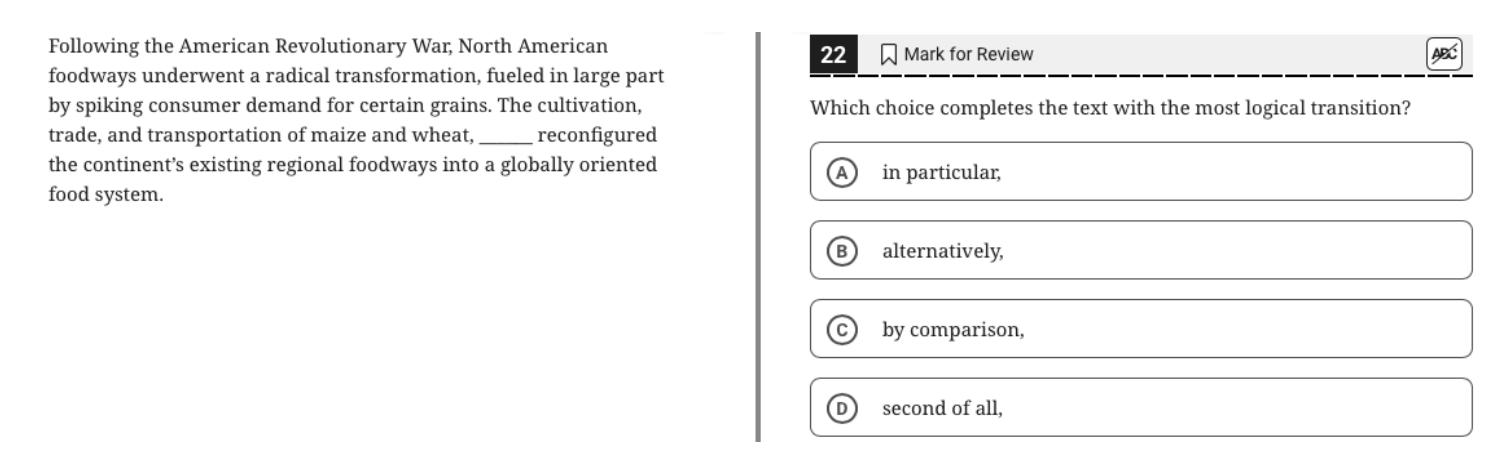 Following the American Revolutionary War, North American
foodways underwent a radical transformation, fueled in large part
by spiking consumer demand for certain grains. The cultivation,
trade, and transportation of maize and wheat, ______ reconfigured
the continent’s existing regional foodways into a globally oriented
food system.
22 Mark for Review ABC
Which choice completes the text with the most logical transition?
A in particular,
B alternatively,
C by comparison,
D second of all,